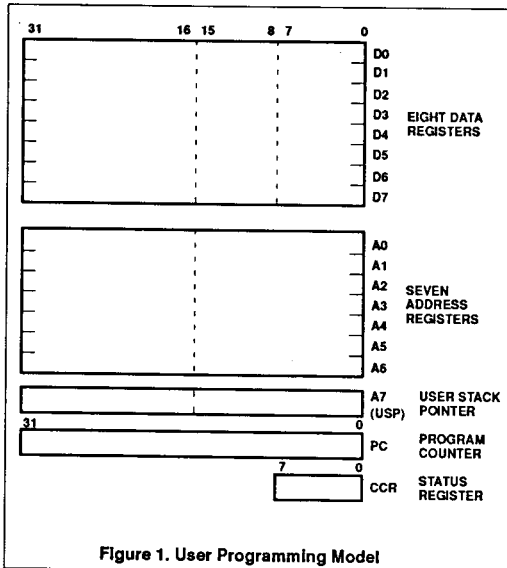 31 16 15 8 7 0
D0
D1
D2
D3
D4
D5
D6
D7
EIGHT DATA
REGISTERS
A0
A1
A2
A3
A4
A5
A6
SEVEN
ADDRESS
REGISTERS
A7
(USP)
USER STACK
POINTER
31 0
PC
PROGRAM
COUNTER
7 0
CCR
STATUS
REGISTER
Figure 1. User Programming Model